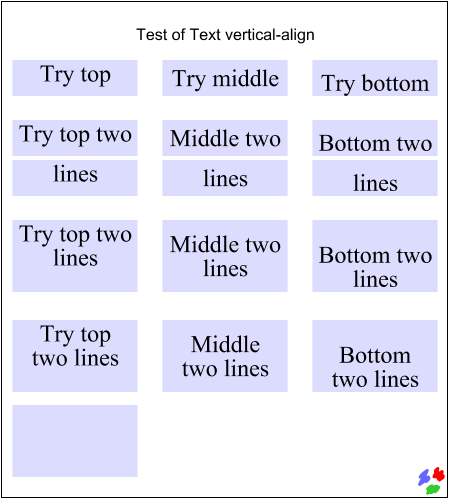 Test of Text vertical-align
Try top
Try middle
Try bottom
Try top two
Middle two
Bottom two
lines
lines
lines
Try top two
lines
Middle two
lines
Bottom two
lines
Try top
two lines
Middle
two lines
Bottom
two lines